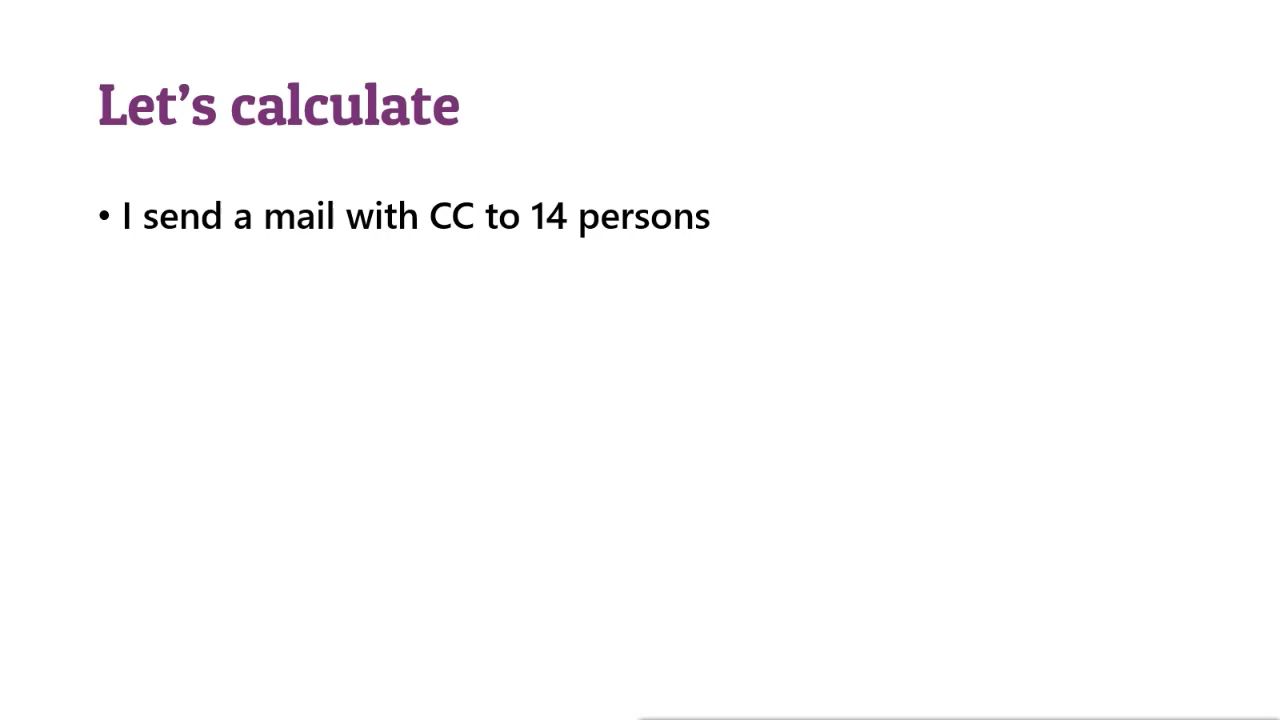 Let’s calculate
• I send a mail with CC to 14 persons